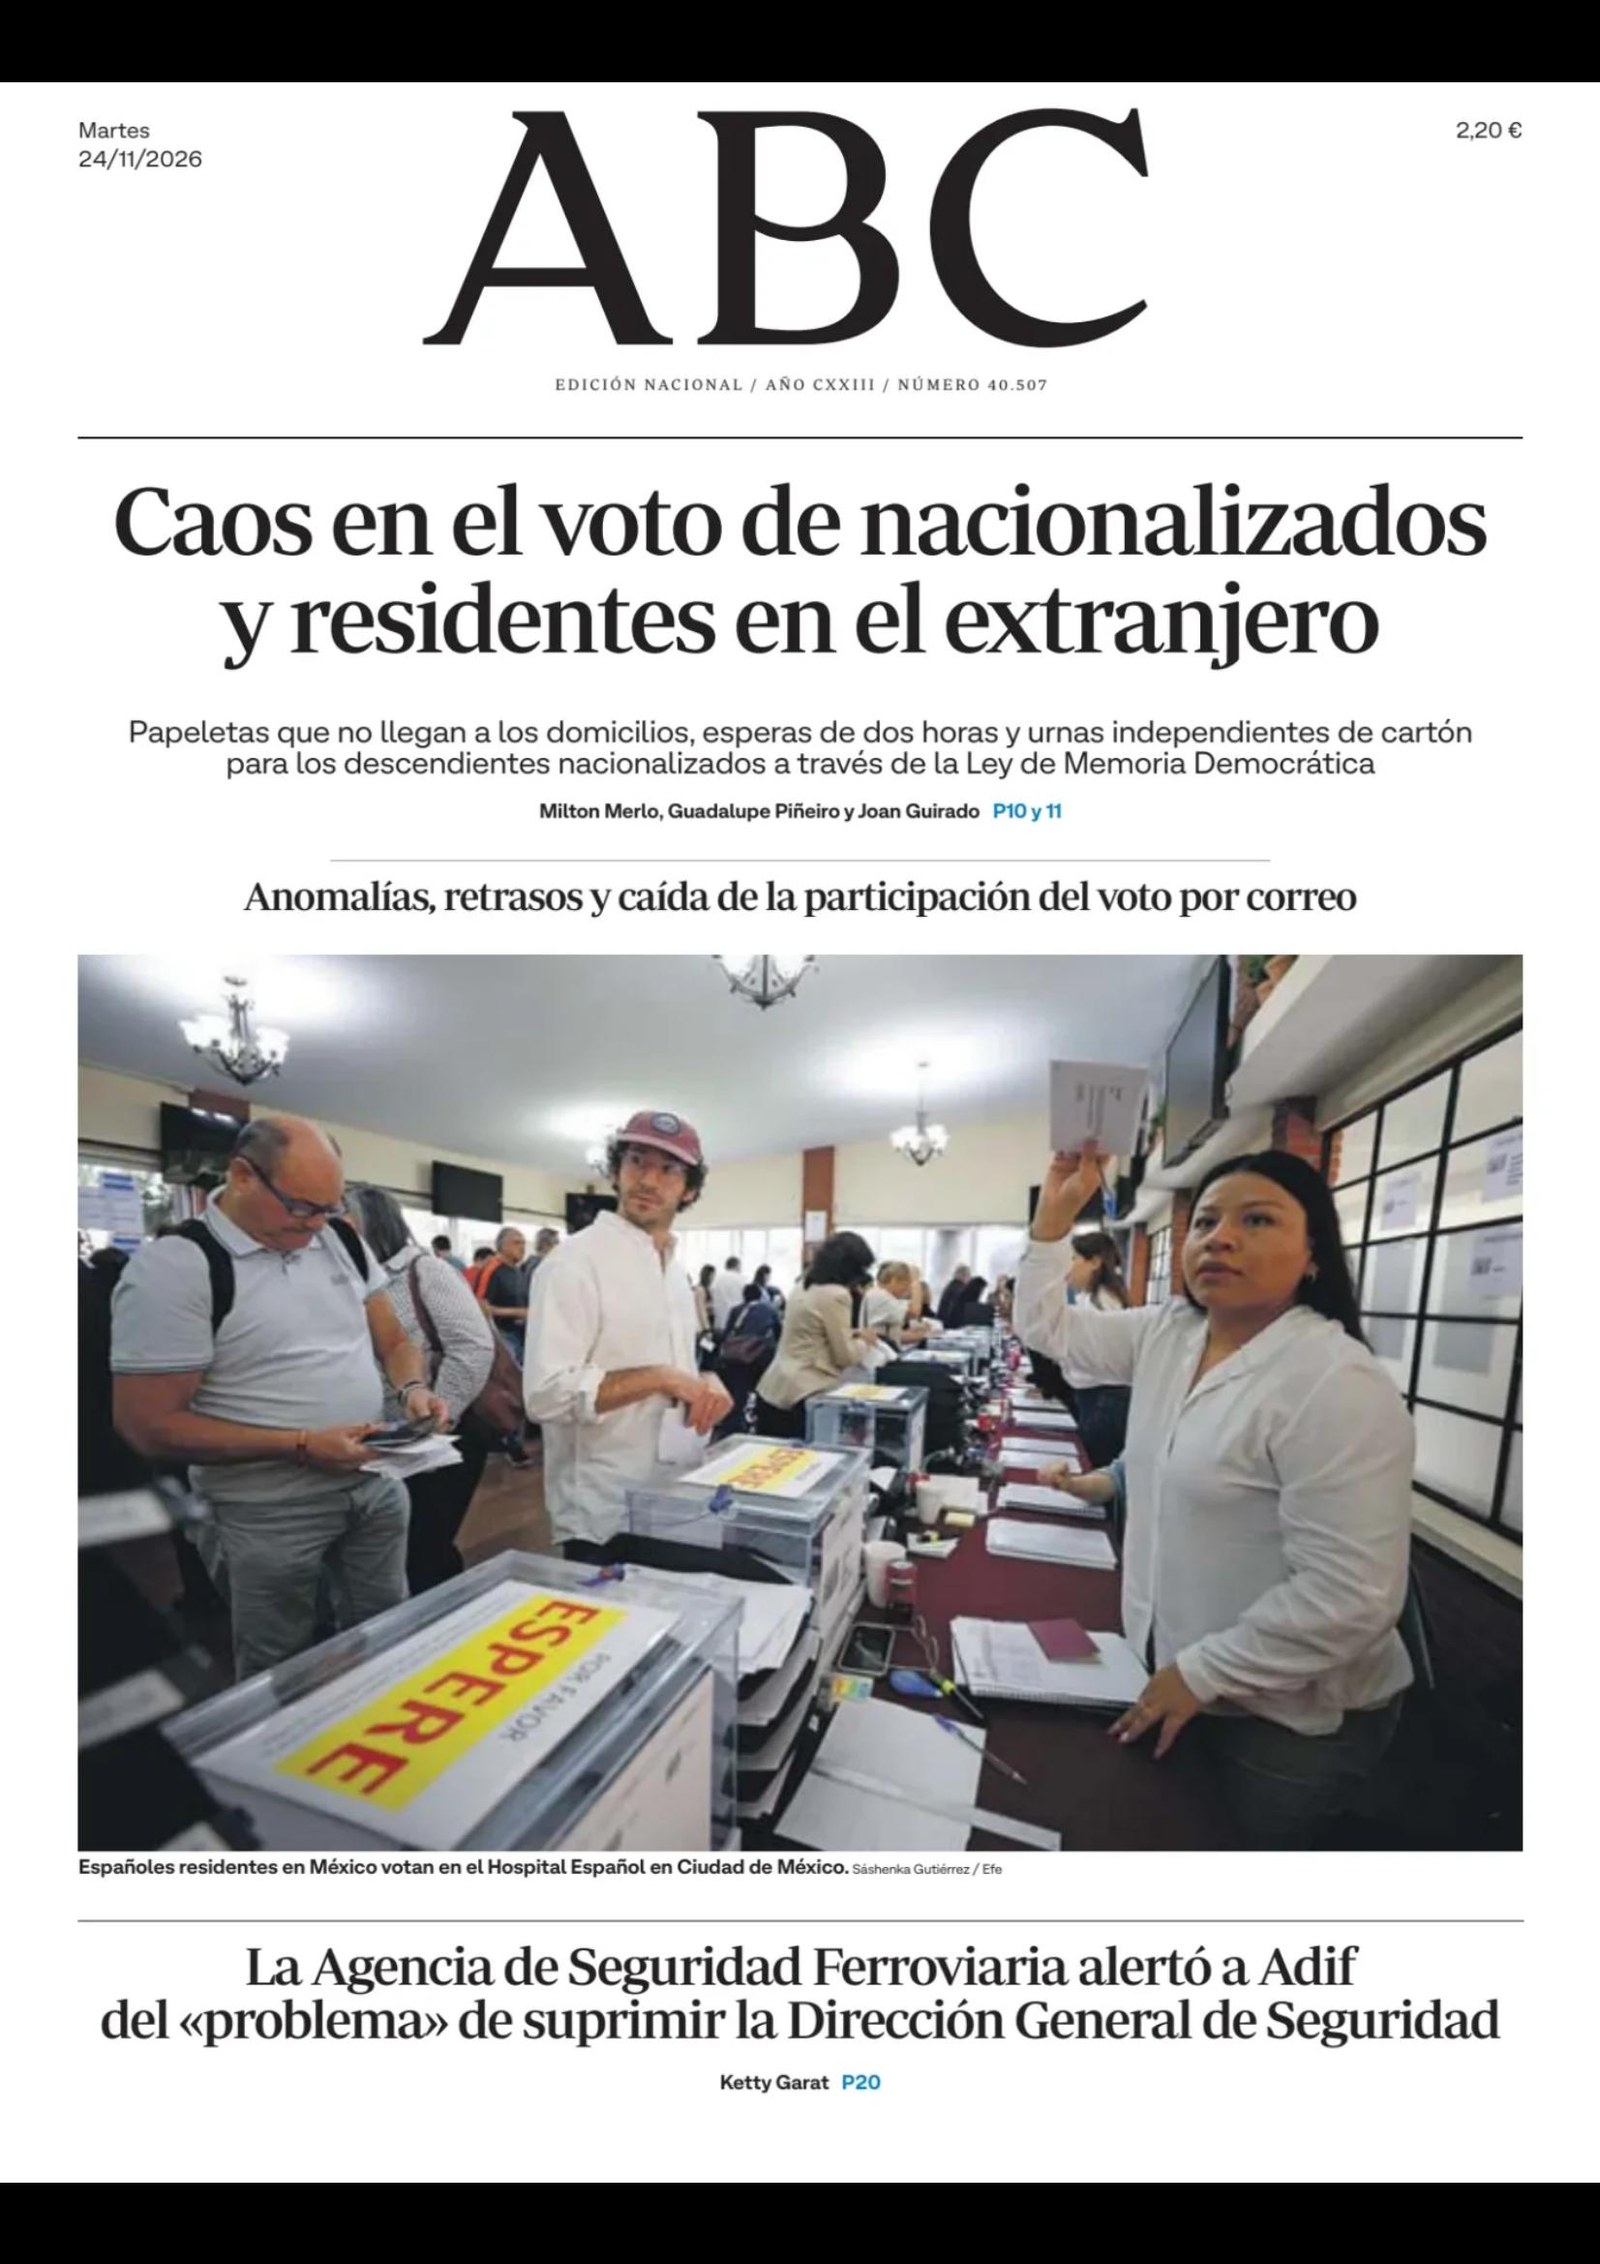 Martes
24/11/2026
2,20 €
ABC
EDICIÓN NACIONAL / AÑO CXXIII / NÚMERO 40.507
Caos en el voto de nacionalizados
y residentes en el extranjero
Papeletas que no llegan a los domicilios, esperas de dos horas y urnas independientes de cartón
para los descendientes nacionalizados a través de la Ley de Memoria Democrática
Milton Merlo, Guadalupe Piñeiro y Joan Guirado P10 y 11
Anomalías, retrasos y caída de la participación del voto por correo
ESPERE
POR FAVOR
ESPERE
Españoles residentes en México votan en el Hospital Español en Ciudad de México. Sáshenka Gutiérrez / Efe
La Agencia de Seguridad Ferroviaria alertó a Adif
del «problema» de suprimir la Dirección General de Seguridad
Ketty Garat P20